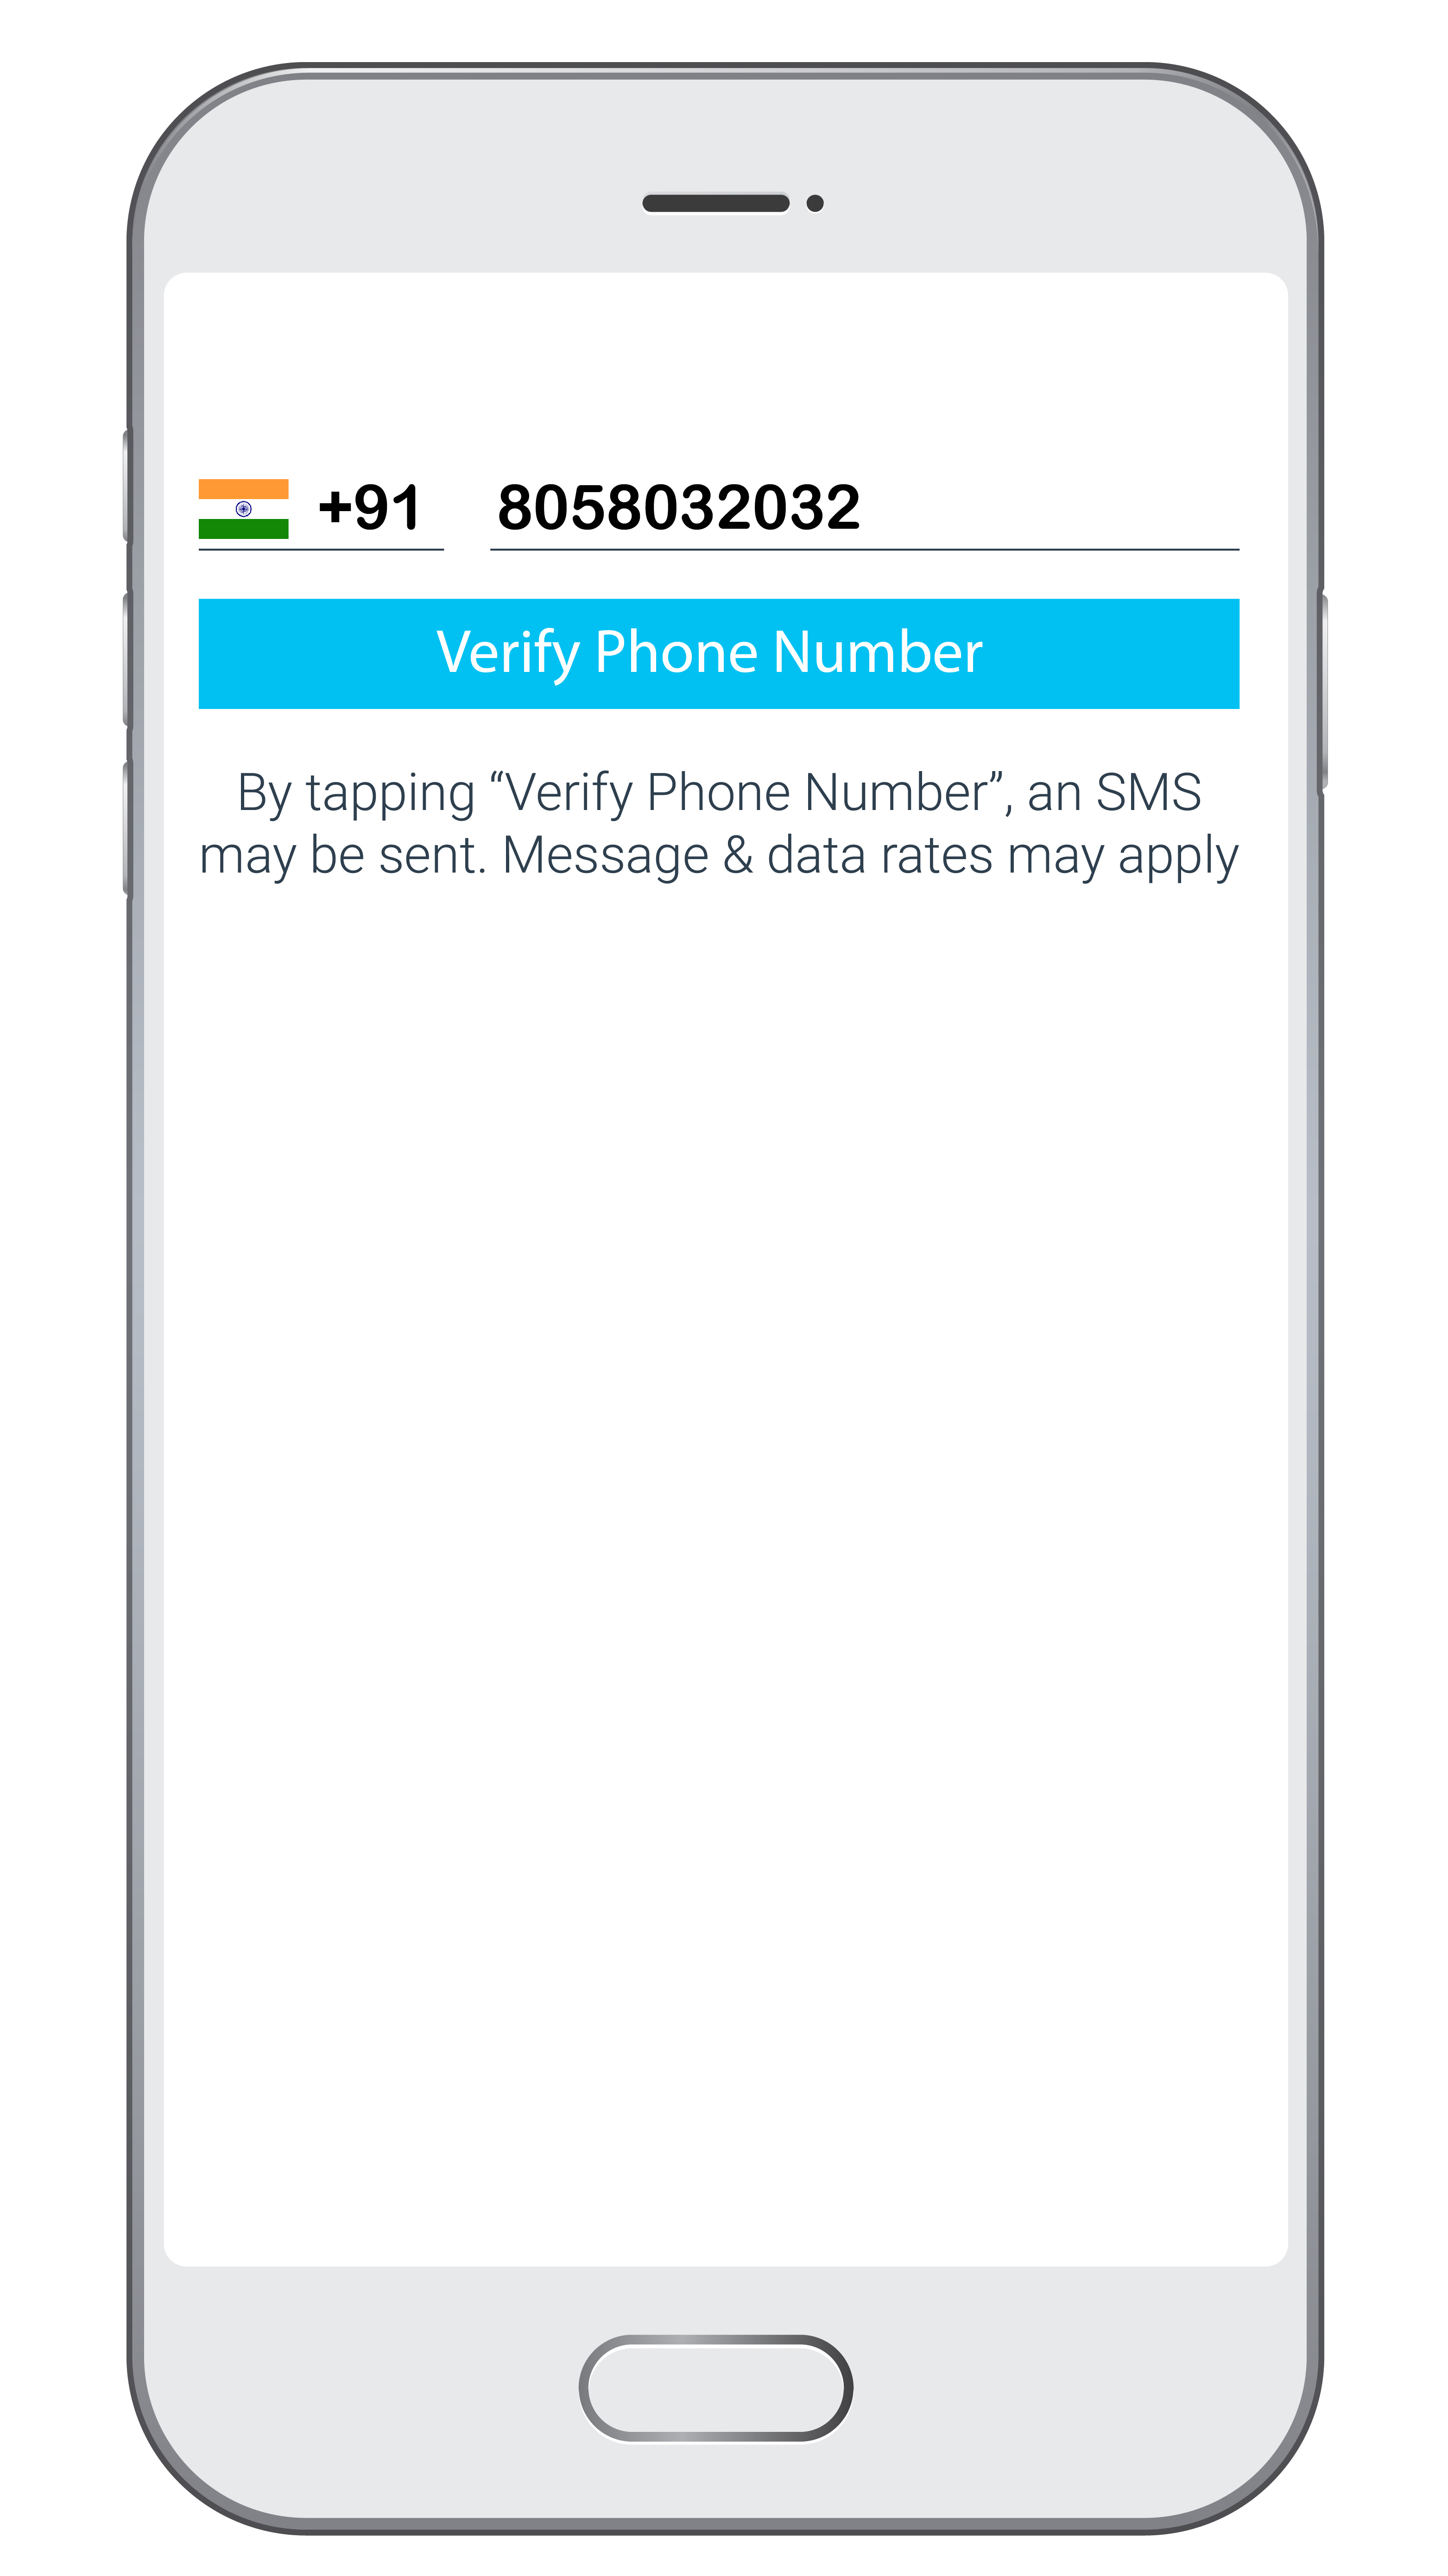 +91 8058032032
Verify Phone Number
By tapping “Verify Phone Number”, an SMS
may be sent. Message & data rates may apply